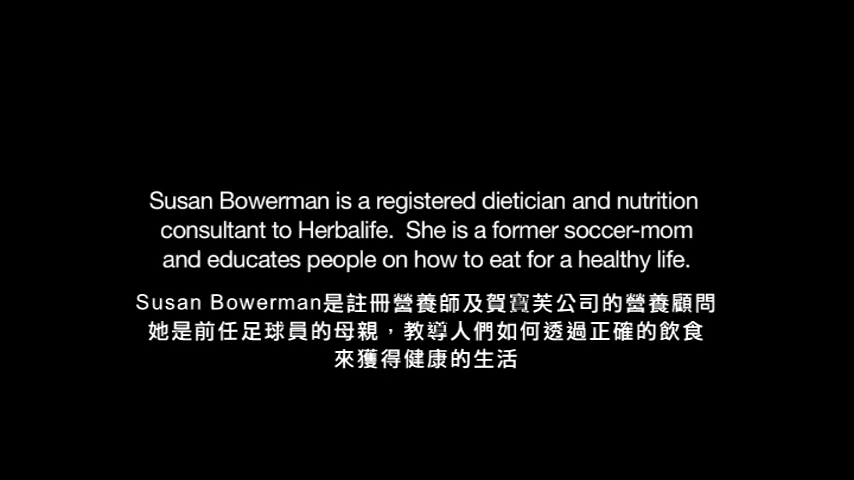 Susan Bowerman is a registered dietician and nutrition
consultant to Herbalife.  She is a former soccer-mom
and educates people on how to eat for a healthy life.
Susan Bowerman是註冊營養師及賀寶芙公司的營養顧問
她是前任足球員的母親，教導人們如何透過正確的飲食
來獲得健康的生活